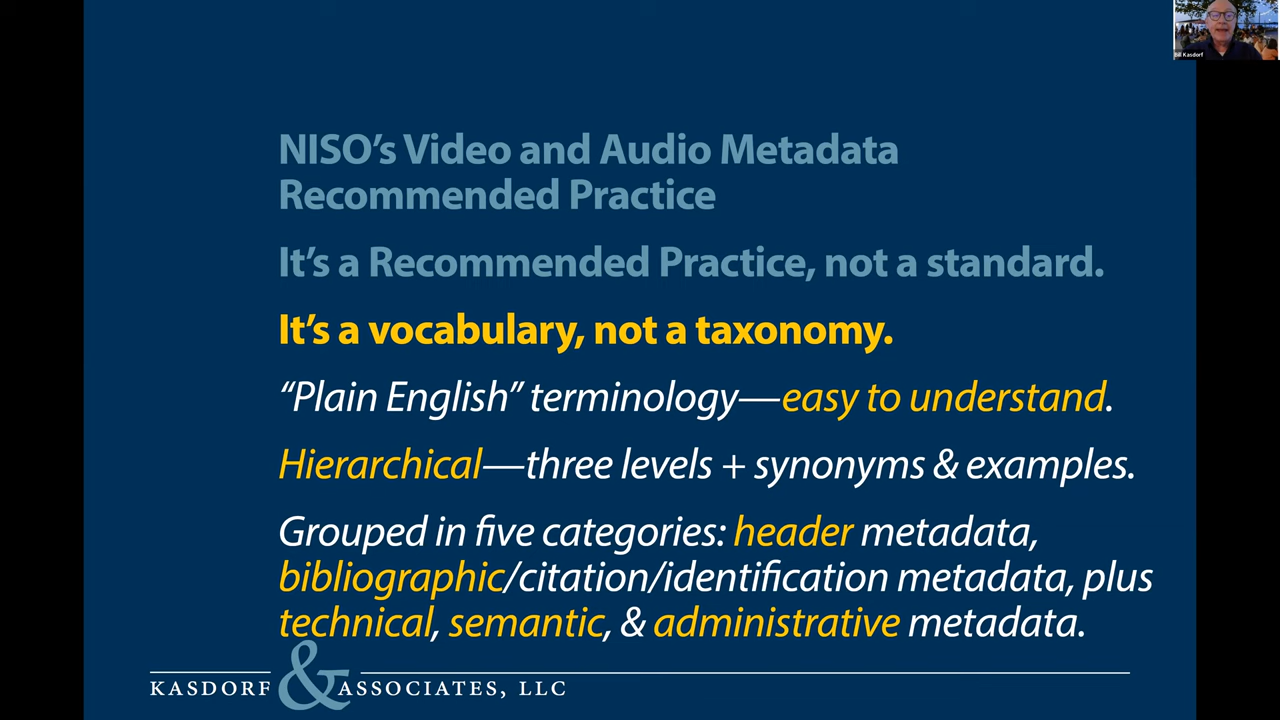 Bill Kasdorf
NISO’s Video and Audio Metadata
Recommended Practice
It’s a Recommended Practice, not a standard.
It’s a vocabulary, not a taxonomy.
“Plain English” terminology—easy to understand.
Hierarchical—three levels + synonyms & examples.
Grouped in five categories: header metadata,
bibliographic/citation/identification metadata, plus
technical, semantic, & administrative metadata.
KASDORF & ASSOCIATES, LLC